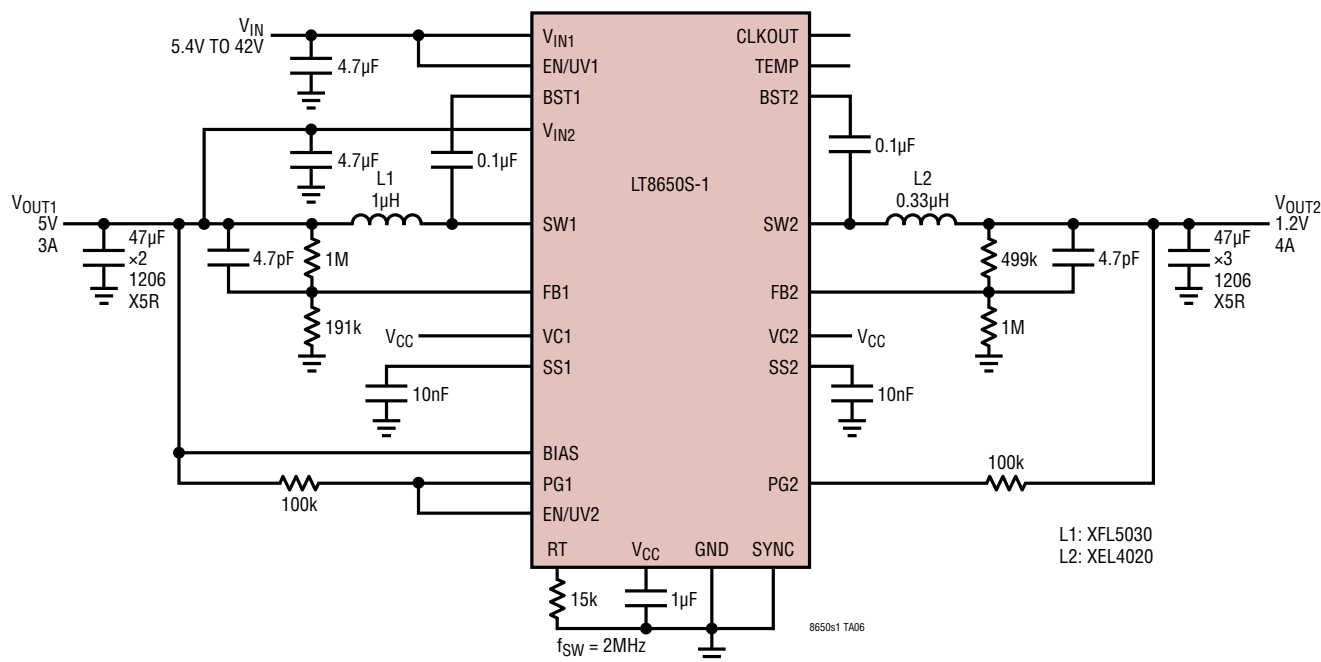 VIN
5.4V TO 42V
4.7µF
VIN1
EN/UV1
BST1
VIN2
4.7µF
0.1µF
L1
1µH
VOUT1
5V
3A
47µF
×2
1206
X5R
4.7pF
1M
191k
SW1
FB1
VCC
VC1
SS1
10nF
BIAS
PG1
EN/UV2
100k
LT8650S-1
CLKOUT
TEMP
BST2
0.1µF
L2
0.33µH
SW2
VOUT2
1.2V
4A
499k
4.7pF
47µF
×3
1206
X5R
FB2
1M
VC2
VCC
SS2
10nF
PG2
100k
L1: XFL5030
L2: XEL4020
RT
VCC
GND
SYNC
15k
1µF
fSW = 2MHz
8650s1 TA06